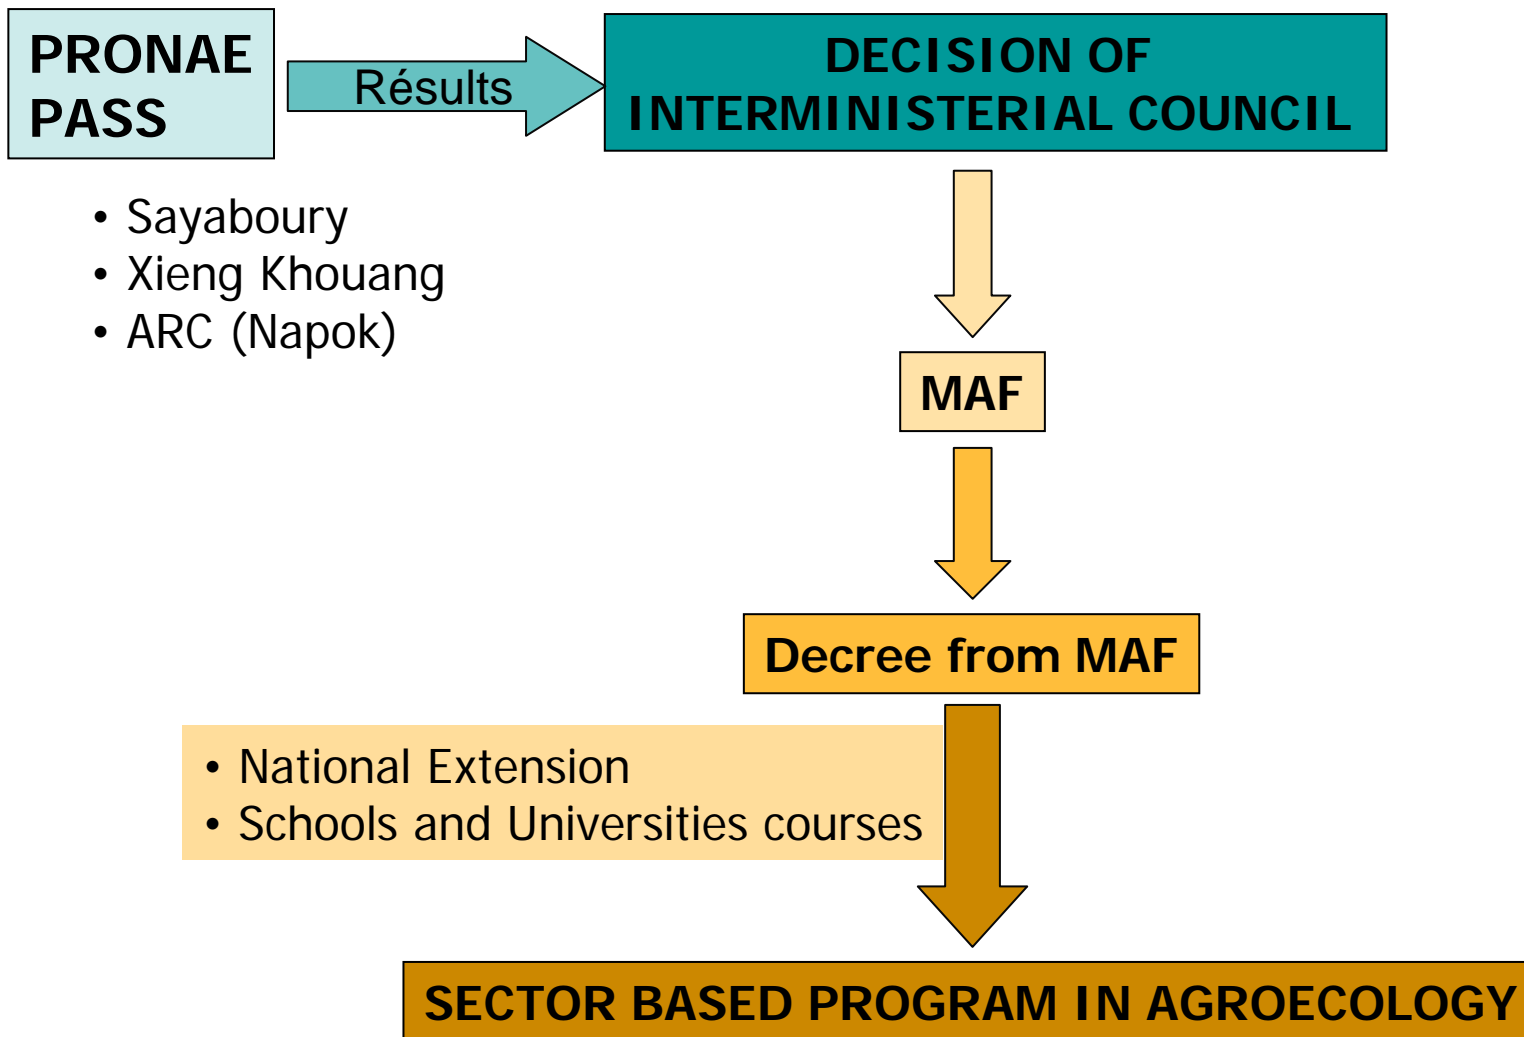 PRONAE
PASS
Résults
DECISION OF
INTERMINISTERIAL COUNCIL
• Sayaboury
• Xieng Khouang
• ARC (Napok)
MAF
Decree from MAF
• National Extension
• Schools and Universities courses
SECTOR BASED PROGRAM IN AGROECOLOGY